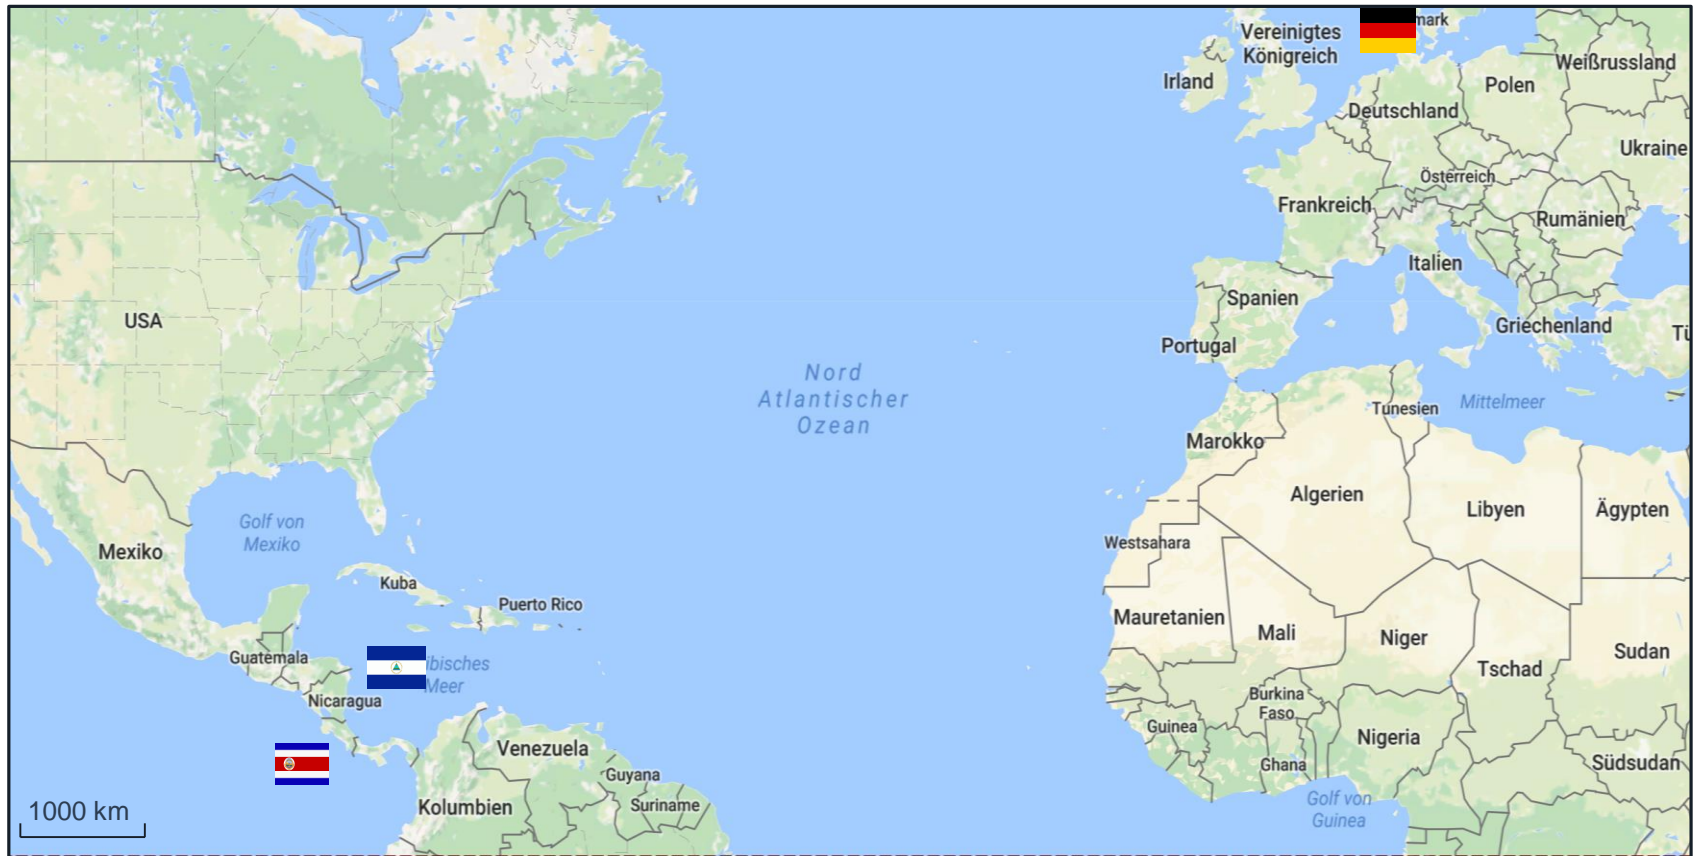 mark
Vereinigtes
Königreich
Weißrussland
Irland
Polen
Deutschland
Ukraine
Österreich
Frankreich
Rumänien
Italien
Spanien
USA
Griechenland
Tü
Portugal
Nord
Atlantischer
Ozean
Mittelmeer
Tunesien
Marokko
Algerien
Libyen
Ägypten
Golf von
Mexiko
Mexiko
Westsahara
Kuba
Puerto Rico
Mauretanien
Mali
Niger
Sudan
Guatemala
ibisches
Meer
Tschad
Nicaragua
Burkina
Faso
Guinea
Nigeria
Venezuela
Ghana
Südsudan
Guyana
Kolumbien
Suriname
Golf von
Guinea
1000 km